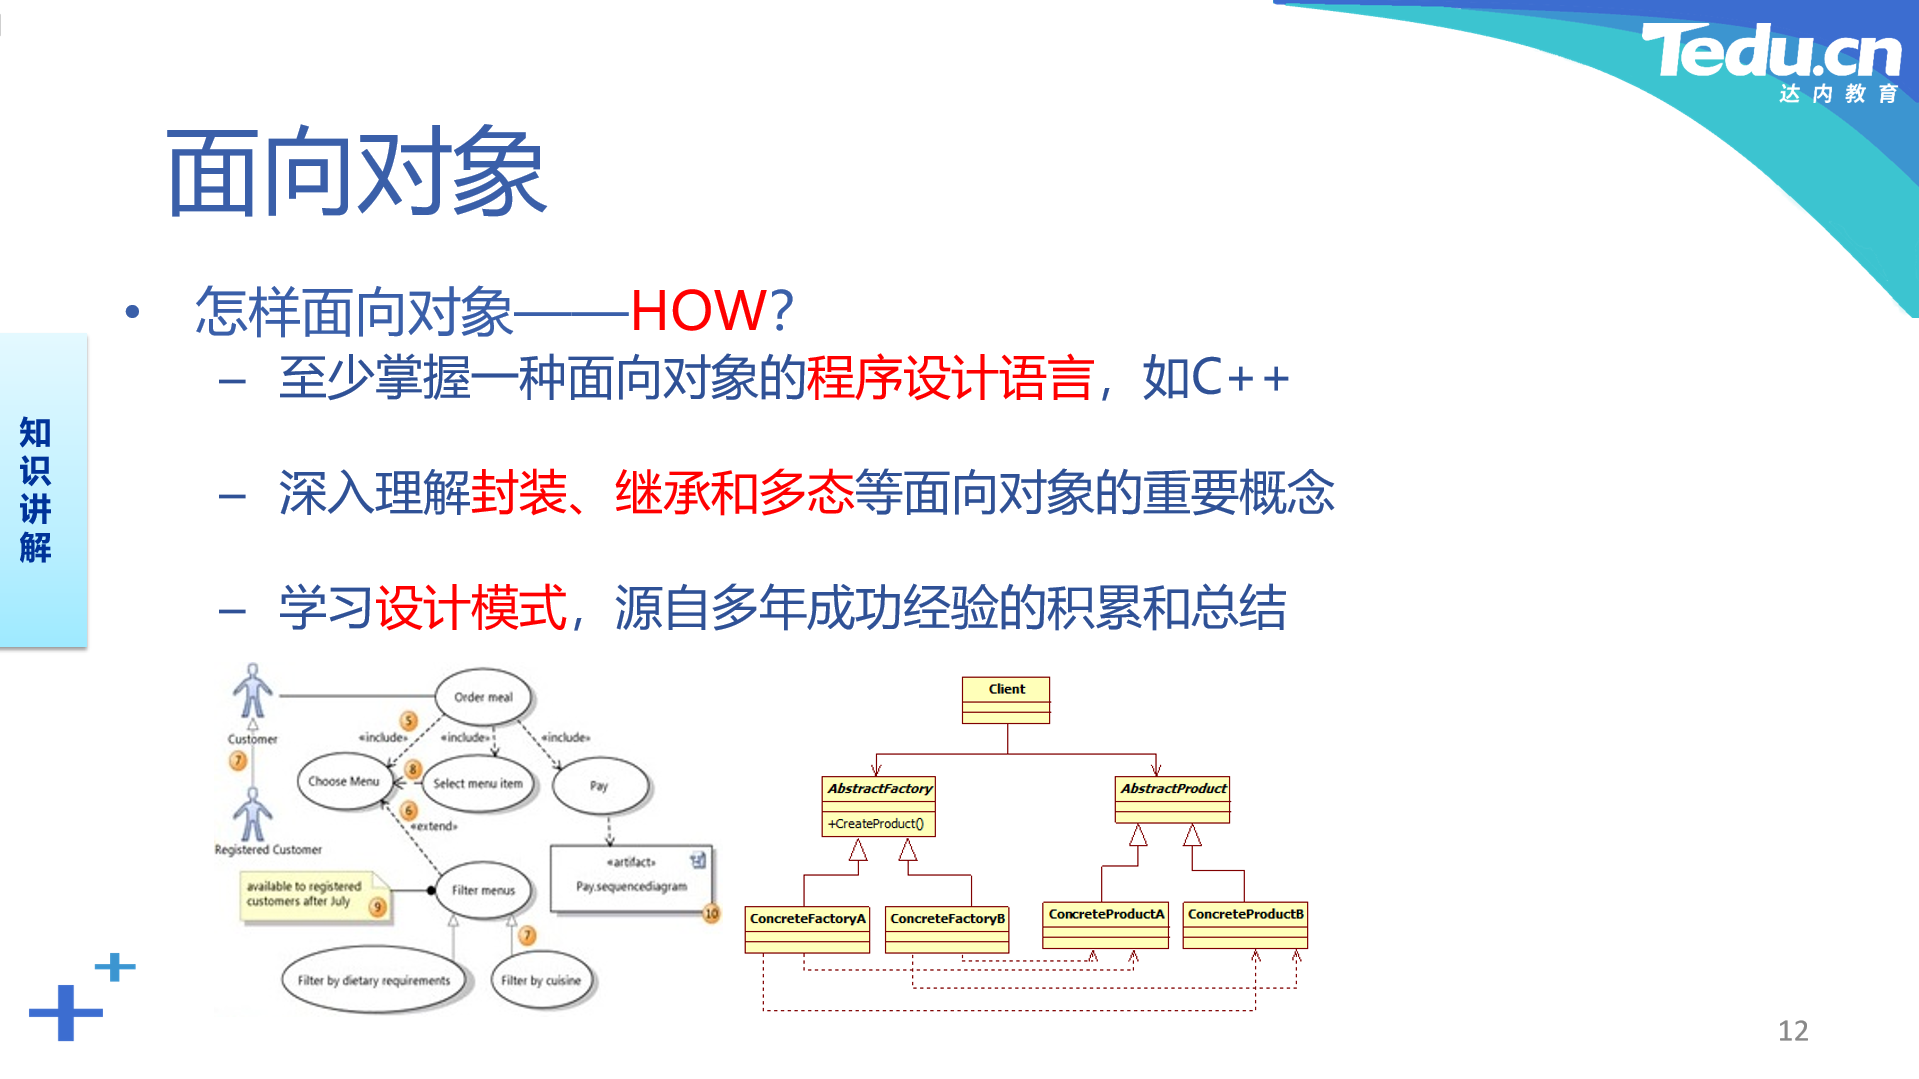 Tedu.cn
达内教育
面向对象
• 怎样面向对象——HOW?
– 至少掌握一种面向对象的程序设计语言，如C++
– 深入理解封装、继承和多态等面向对象的重要概念
– 学习设计模式，源自多年成功经验的积累和总结
知
识
讲
解
Order meal
5
«include»
«include»
«include»
Customer
7
Choose Menu
8
Select menu item
Pay
6
«extend»
Registered Customer
«artifact»
Pay.sequencediagram
10
available to registered
customers after July
9
Filter menus
7
Filter by dietary requirements
Filter by cuisine
Client
AbstractFactory
+CreateProduct()
AbstractProduct
ConcreteFactoryA
ConcreteFactoryB
ConcreteProductA
ConcreteProductB
12